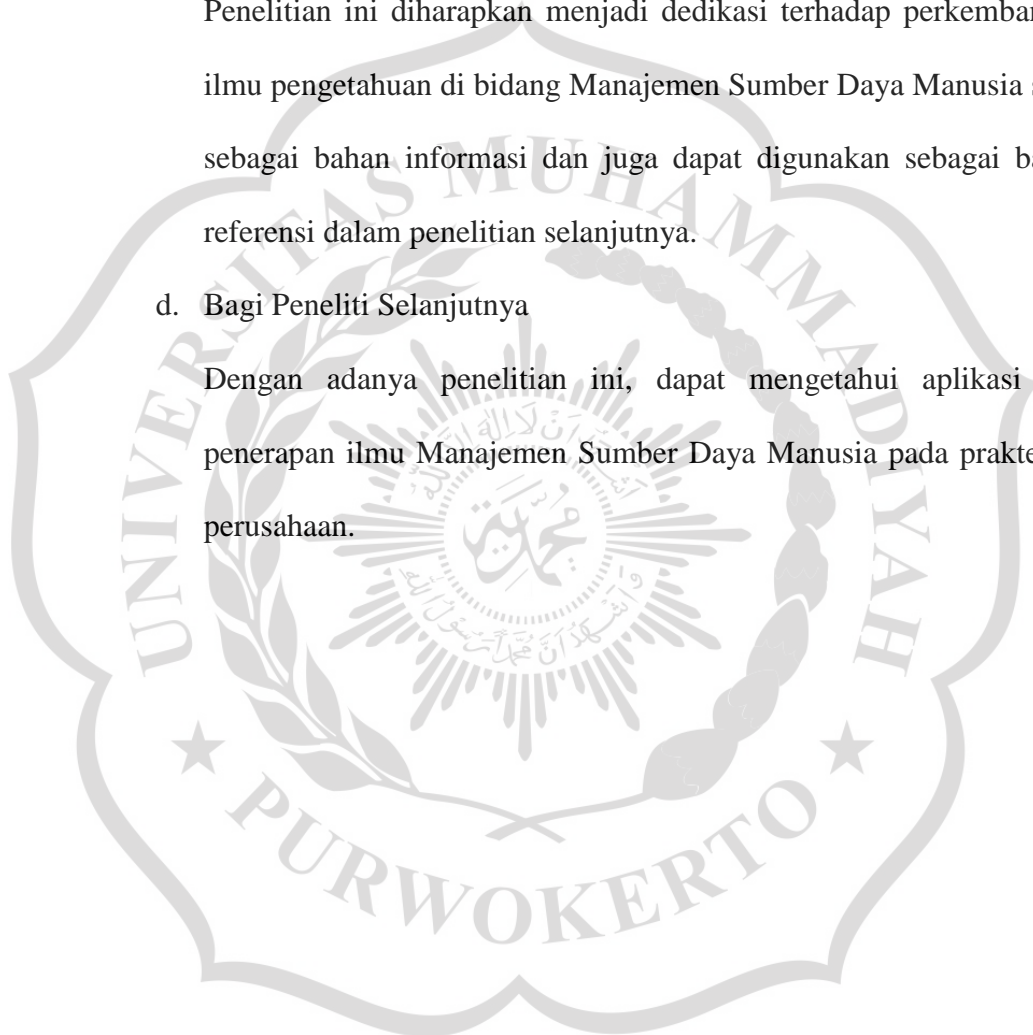 Penelitian ini diharapkan menjadi dedikasi terhadap
ilmu pengetahuan di bidang Manajemen Sumber Daya Manusia
sebagai bahan informasi dan juga dapat digunakan sebagai
referensi dalam penelitian selanjutnya.
d. Bagi Peneliti Selanjutnya
Dengan adanya penelitian ini, dapat mengetahui aplikasi
penerapan ilmu Manajemen Sumber Daya Manusia pada
perusahaan.
UNIVERSITAS MUHAMMADIYAH
PURWOKERTO
محمدية